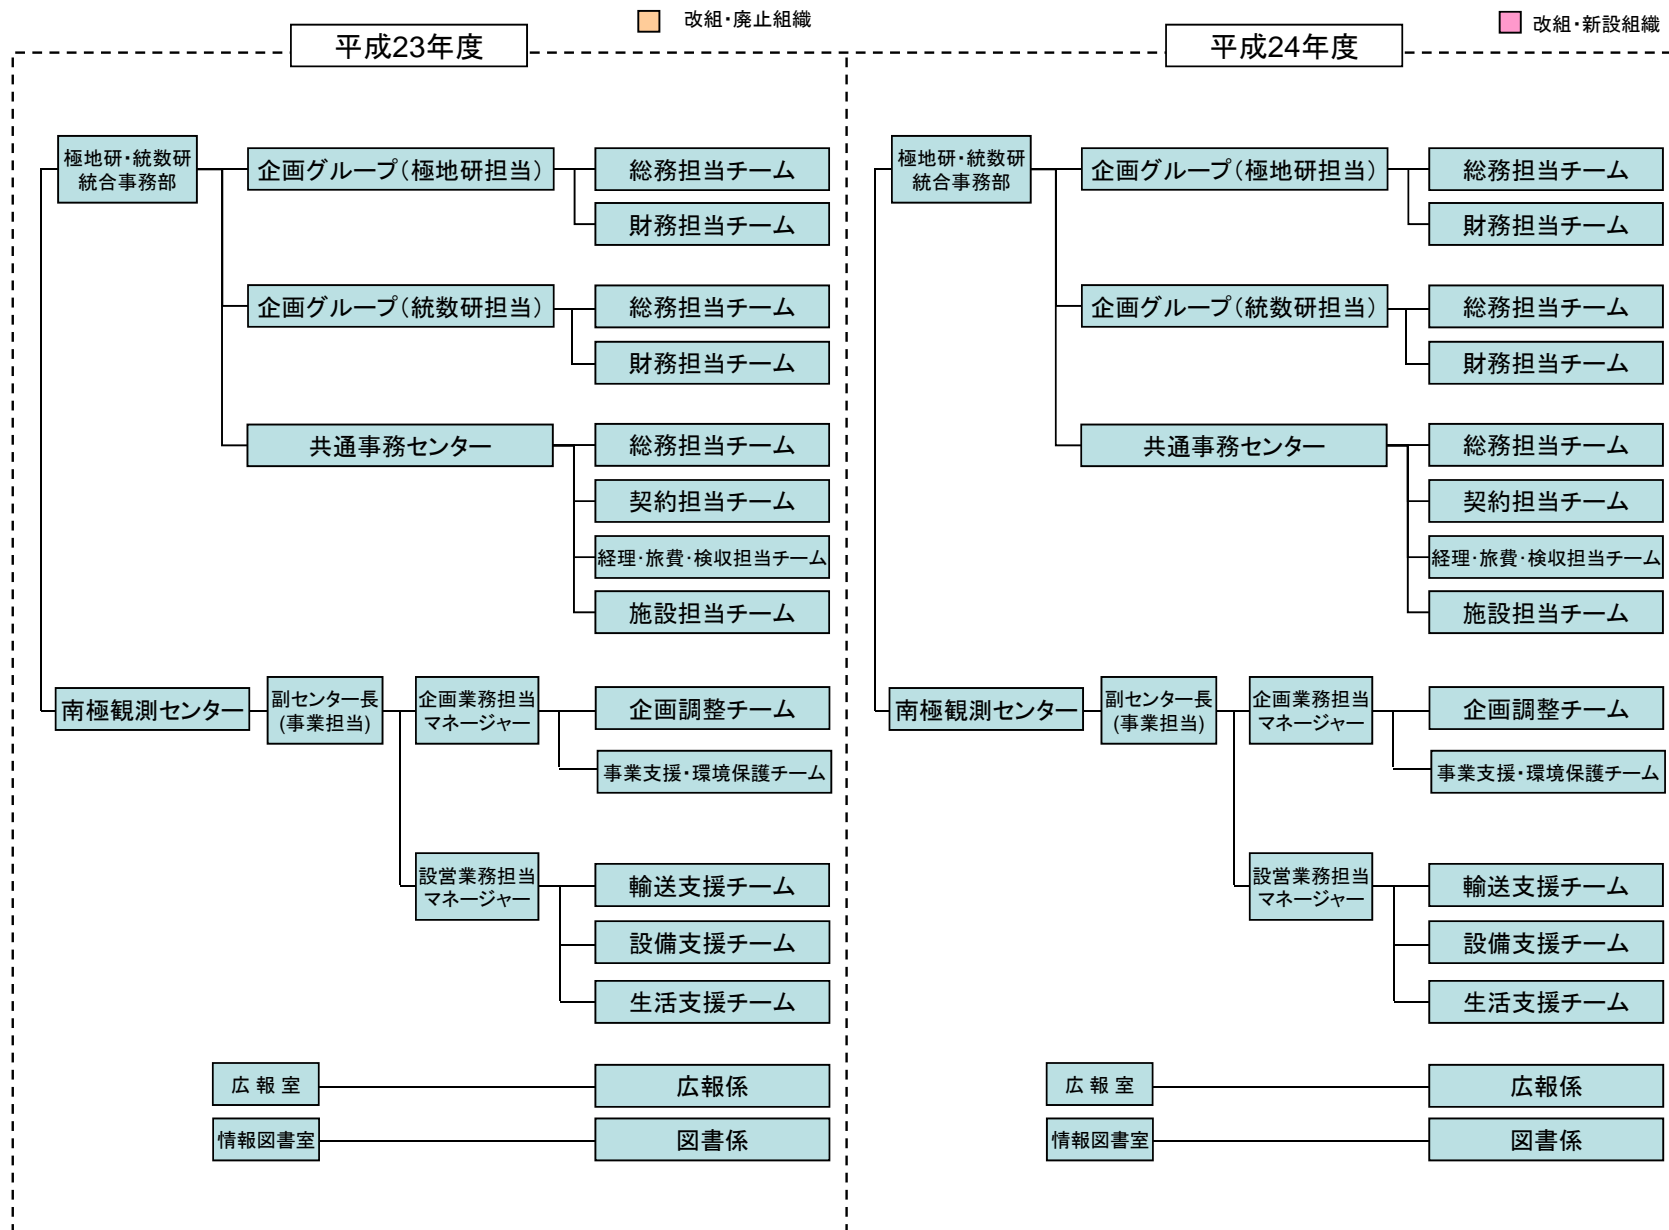 改組・廃止組織
平成23年度
極地研・統数研
統合事務部
企画グループ（極地研担当）
総務担当チーム
財務担当チーム
企画グループ（統数研担当）
総務担当チーム
財務担当チーム
共通事務センター
総務担当チーム
契約担当チーム
経理・旅費・検収担当チーム
施設担当チーム
南極観測センター
副センター長
(事業担当)
企画業務担当
マネージャー
企画調整チーム
事業支援・環境保護チーム
設営業務担当
マネージャー
輸送支援チーム
設備支援チーム
生活支援チーム
広 報 室
広報係
情報図書室
図書係
改組・新設組織
平成24年度
極地研・統数研
統合事務部
企画グループ（極地研担当）
総務担当チーム
財務担当チーム
企画グループ（統数研担当）
総務担当チーム
財務担当チーム
共通事務センター
総務担当チーム
契約担当チーム
経理・旅費・検収担当チーム
施設担当チーム
南極観測センター
副センター長
(事業担当)
企画業務担当
マネージャー
企画調整チーム
事業支援・環境保護チーム
設営業務担当
マネージャー
輸送支援チーム
設備支援チーム
生活支援チーム
広 報 室
広報係
情報図書室
図書係